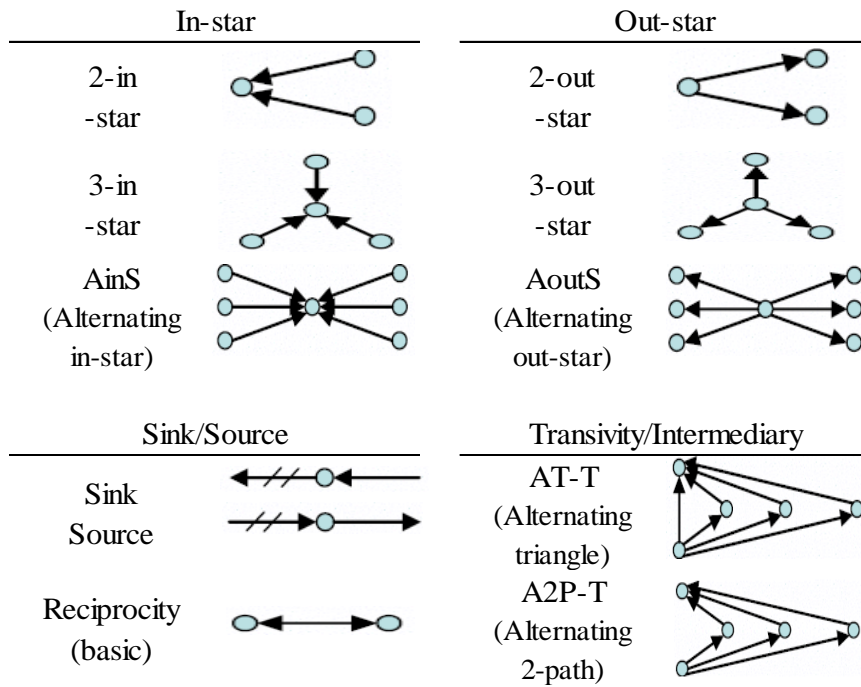 In-star
2-in
-star
3-in
-star
AinS
(Alternating
in-star)
Out-star
2-out
-star
3-out
-star
AoutS
(Alternating
out-star)
Sink/Source
Sink
Source
Reciprocity
(basic)
Transivity/Intermediary
AT-T
(Alternating
triangle)
A2P-T
(Alternating
2-path)